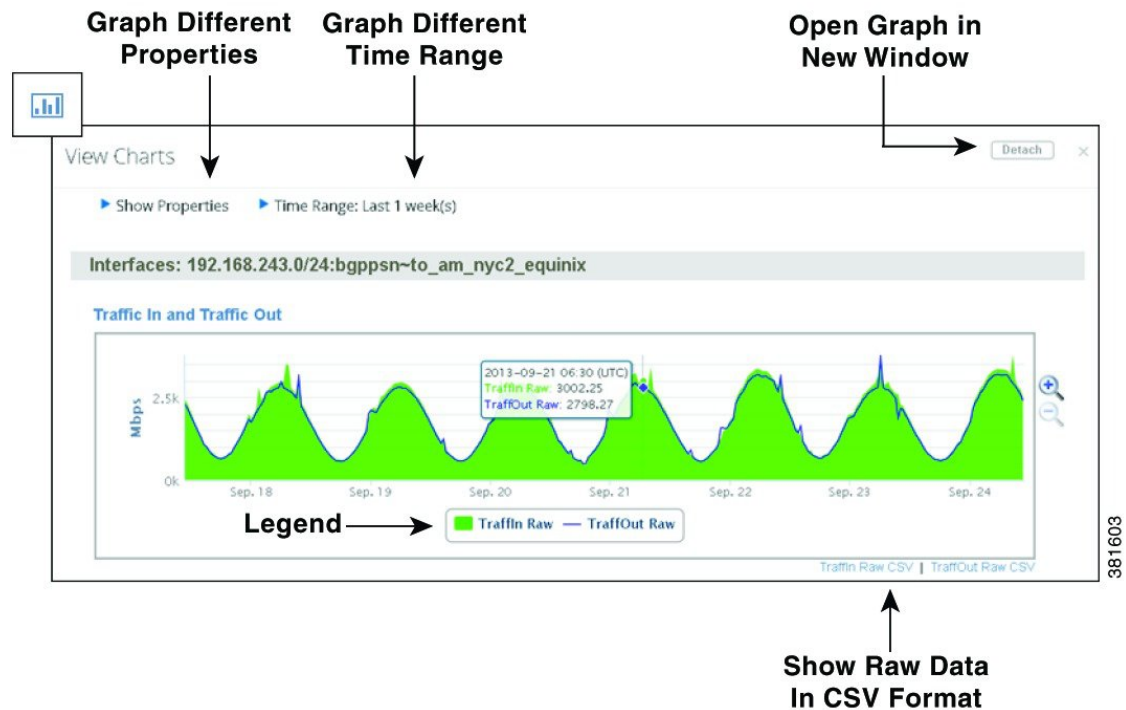 Graph Different
Properties
Graph Different
Time Range
Open Graph in
New Window
View Charts
Detach
Show Properties
Time Range: Last 1 week(s)
Interfaces: 192.168.243.0/24:bgppsn~to_am_nyc2_equinix
Traffic In and Traffic Out
Mbps
2.5k
0k
2013-09-21 06:30 (UTC)
TraffIn Raw: 3002.25
TraffOut Raw: 2798.27
Sep. 18
Sep. 19
Sep. 20
Sep. 21
Sep. 22
Sep. 23
Sep. 24
Legend
TraffIn Raw
TraffOut Raw
TraffIn Raw CSV | TraffOut Raw CSV
381603
Show Raw Data
In CSV Format